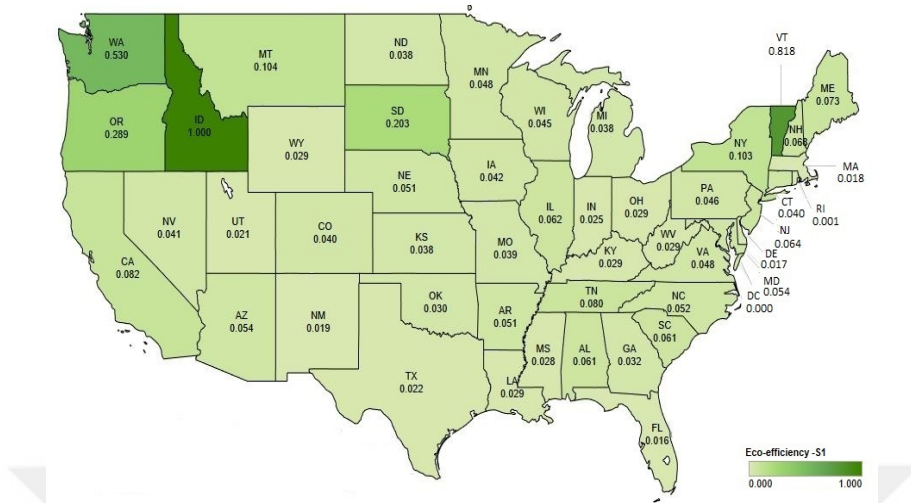 WA
0.530
MT
0.104
ND
0.038
MN
0.048
VT
0.818
ME
0.073
OR
0.289
ID
1.000
WY
0.029
SD
0.203
WI
0.045
MI
0.038
NY
0.103
NH
0.068
MA
0.018
NE
0.051
IA
0.042
PA
0.046
CT
0.040
RI
0.001
NJ
0.064
NV
0.041
UT
0.021
CO
0.040
KS
0.038
MO
0.039
IL
0.062
IN
0.025
OH
0.029
WV
0.029
VA
0.048
DE
0.017
MD
0.054
DC
0.000
CA
0.082
KY
0.029
AZ
0.054
NM
0.019
OK
0.030
AR
0.051
TN
0.080
NC
0.052
SC
0.061
TX
0.022
LA
0.029
MS
0.028
AL
0.061
GA
0.032
FL
0.016
Eco-efficiency -S1
0.000 1.000